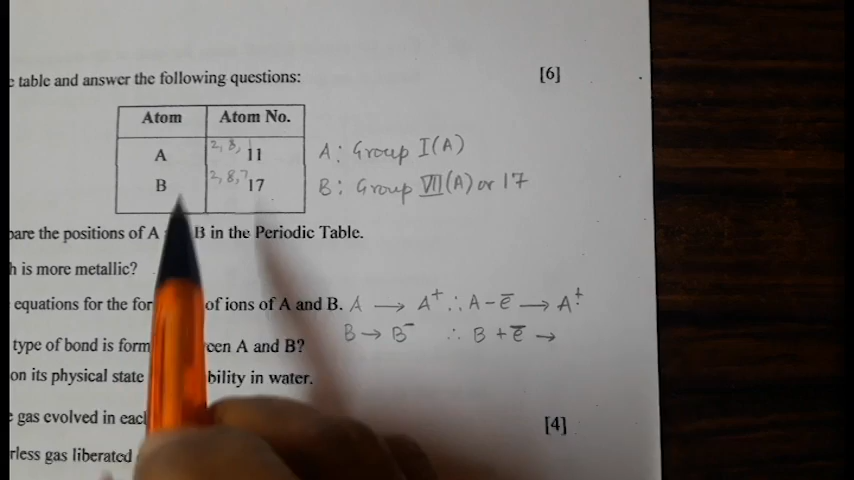 table and answer the following questions: [6]
Atom Atom No.
A 2, 8, 1 11 A: Group I(A)
B 2, 8, 7 17 B: Group VII(A) or 17
pare the positions of A B in the Periodic Table.
h is more metallic?
equations for the for of ions of A and B. A → A⁺ ∴ A - e̅ → A⁺.
B → B⁻ ∴ B + e̅ →
type of bond is form een A and B?
on its physical state bility in water.
gas evolved in each [4]
rless gas liberated